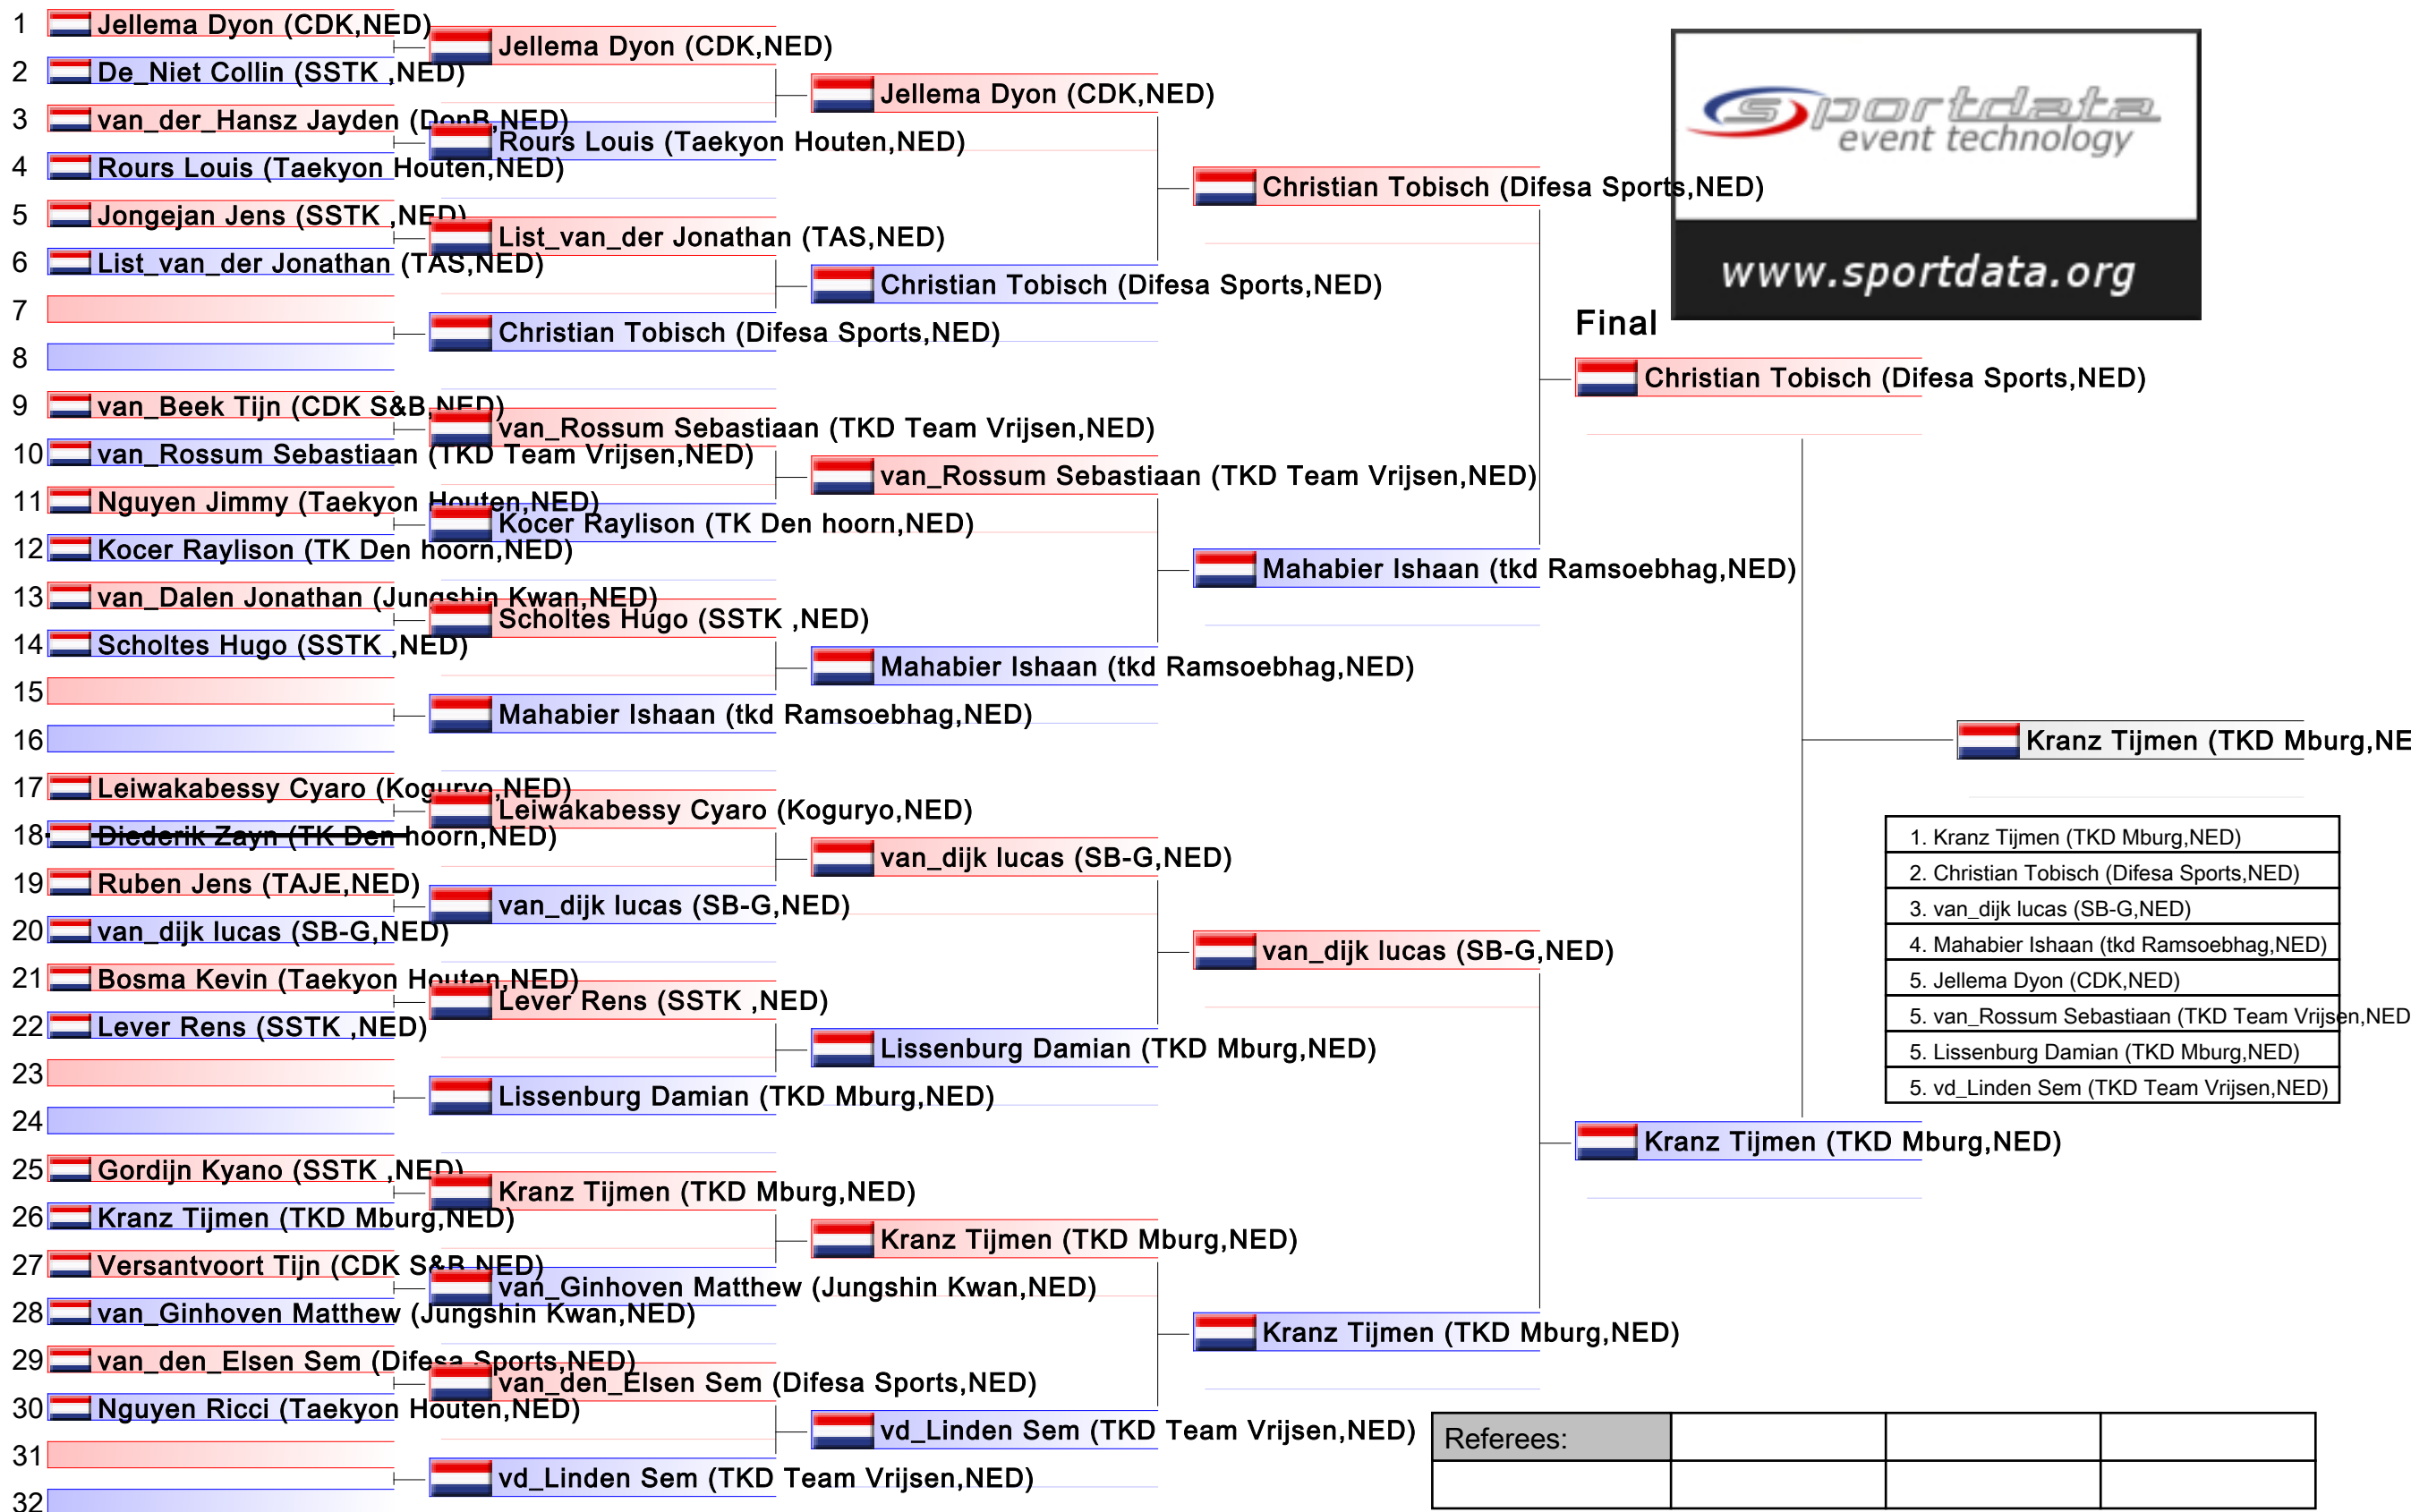 1 Jellema Dyon (CDK,NED)
2 De_Niet Collin (SSTK ,NED)
3 van_der_Hansz Jayden (DonB,NED)
4 Rours Louis (Taekyon Houten,NED)
5 Jongejan Jens (SSTK ,NED)
6 List_van_der Jonathan (TAS,NED)
7
8
9 van_Beek Tijn (CDK S&B,NED)
10 van_Rossum Sebastiaan (TKD Team Vrijsen,NED)
11 Nguyen Jimmy (Taekyon Houten,NED)
12 Kocer Raylison (TK Den hoorn,NED)
13 van_Dalen Jonathan (Jungshin Kwan,NED)
14 Scholtes Hugo (SSTK ,NED)
15
16
17 Leiwakabessy Cyaro (Koguryo,NED)
18 Diederik Zayn (TK Den hoorn,NED)
19 Ruben Jens (TAJE,NED)
20 van_dijk lucas (SB-G,NED)
21 Bosma Kevin (Taekyon Houten,NED)
22 Lever Rens (SSTK ,NED)
23
24
25 Gordijn Kyano (SSTK ,NED)
26 Kranz Tijmen (TKD Mburg,NED)
27 Versantvoort Tijn (CDK S&B,NED)
28 van_Ginhoven Matthew (Jungshin Kwan,NED)
29 van_den_Elsen Sem (Difesa Sports,NED)
30 Nguyen Ricci (Taekyon Houten,NED)
31
32
Jellema Dyon (CDK,NED)
Rours Louis (Taekyon Houten,NED)
List_van_der Jonathan (TAS,NED)
Christian Tobisch (Difesa Sports,NED)
van_Rossum Sebastiaan (TKD Team Vrijsen,NED)
Kocer Raylison (TK Den hoorn,NED)
Scholtes Hugo (SSTK ,NED)
Mahabier Ishaan (tkd Ramsoebhag,NED)
Leiwakabessy Cyaro (Koguryo,NED)
van_dijk lucas (SB-G,NED)
Lever Rens (SSTK ,NED)
Lissenburg Damian (TKD Mburg,NED)
Kranz Tijmen (TKD Mburg,NED)
van_Ginhoven Matthew (Jungshin Kwan,NED)
van_den_Elsen Sem (Difesa Sports,NED)
vd_Linden Sem (TKD Team Vrijsen,NED)
Jellema Dyon (CDK,NED)
Christian Tobisch (Difesa Sports,NED)
van_Rossum Sebastiaan (TKD Team Vrijsen,NED)
Mahabier Ishaan (tkd Ramsoebhag,NED)
van_dijk lucas (SB-G,NED)
Lissenburg Damian (TKD Mburg,NED)
Kranz Tijmen (TKD Mburg,NED)
vd_Linden Sem (TKD Team Vrijsen,NED)
Christian Tobisch (Difesa Sports,NED)
Mahabier Ishaan (tkd Ramsoebhag,NED)
van_dijk lucas (SB-G,NED)
Kranz Tijmen (TKD Mburg,NED)
sportdata
event technology
www.sportdata.org
Final
Christian Tobisch (Difesa Sports,NED)
Kranz Tijmen (TKD Mburg,NED)
Kranz Tijmen (TKD Mburg,NE
1. Kranz Tijmen (TKD Mburg,NED)
2. Christian Tobisch (Difesa Sports,NED)
3. van_dijk lucas (SB-G,NED)
4. Mahabier Ishaan (tkd Ramsoebhag,NED)
5. Jellema Dyon (CDK,NED)
5. van_Rossum Sebastiaan (TKD Team Vrijsen,NED
5. Lissenburg Damian (TKD Mburg,NED)
5. vd_Linden Sem (TKD Team Vrijsen,NED)
Referees: